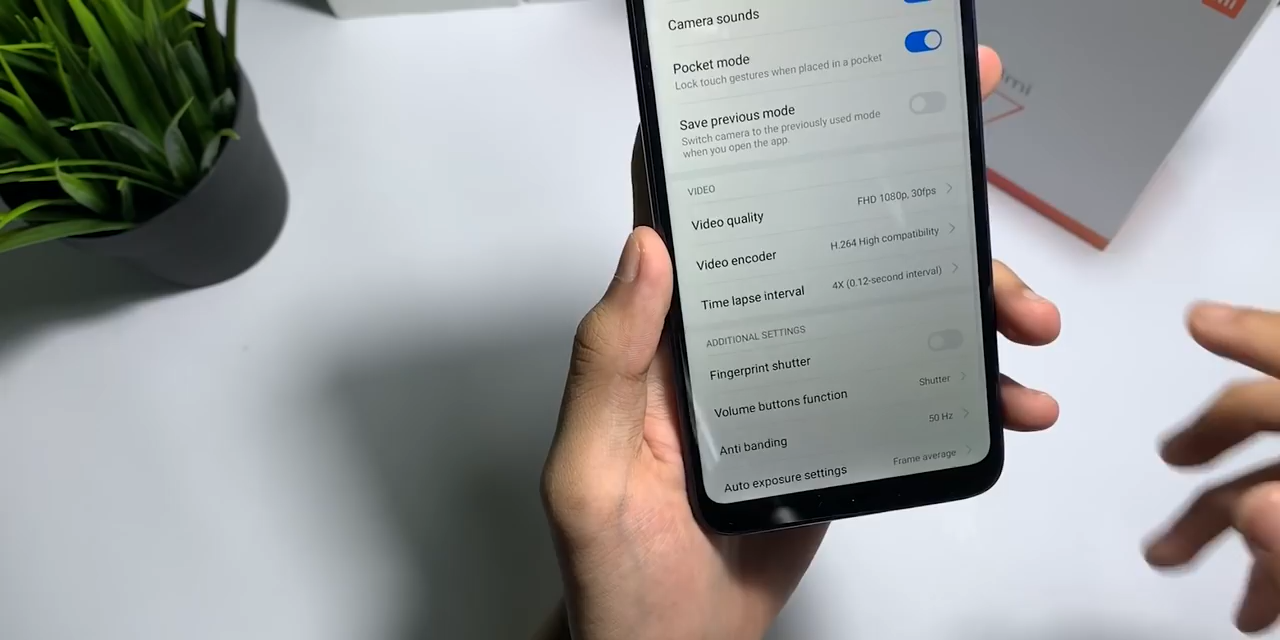 Camera sounds
Pocket mode
Lock touch gestures when placed in a pocket
Save previous mode
Switch camera to the previously used mode
when you open the app.
VIDEO
Video quality
FHD 1080p, 30fps
Video encoder
H.264 High compatibility
Time lapse interval
4X (0.12-second interval)
ADDITIONAL SETTINGS
Fingerprint shutter
Volume buttons function
Shutter
Anti banding
50 Hz
Auto exposure settings
Frame average